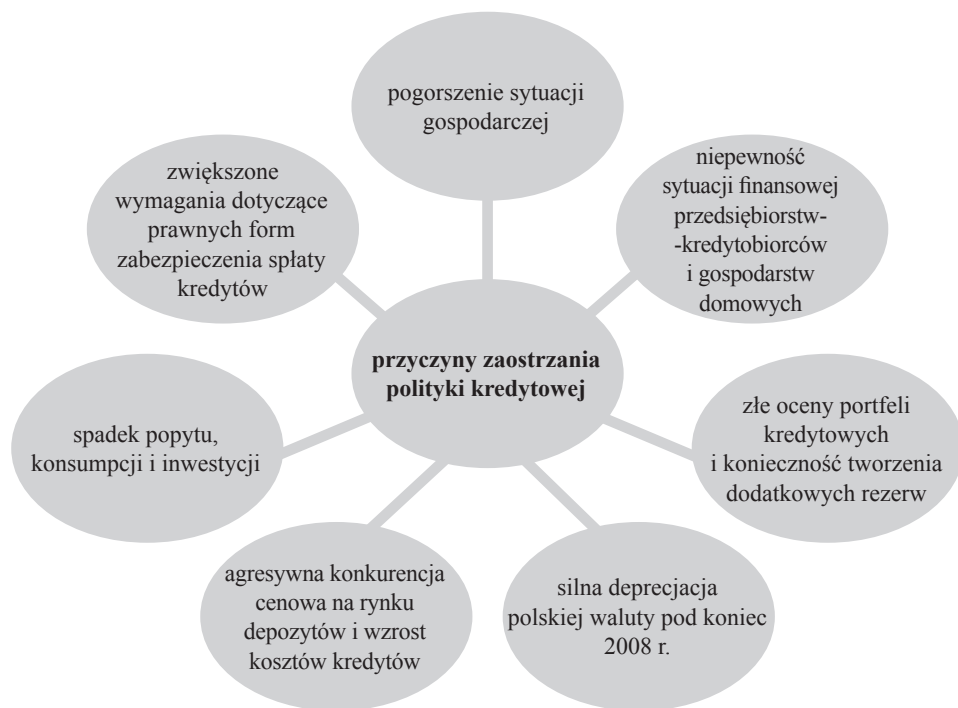 pogorszenie sytuacji
gospodarczej
niepewność
sytuacji finansowej
przedsiębiorstw-
-kredytobiorców
i gospodarstw
domowych
złe oceny portfeli
kredytowych
i konieczność tworzenia
dodatkowych rezerw
silna deprecjacja
polskiej waluty pod koniec
2008 r.
agresywna konkurencja
cenowa na rynku
depozytów i wzrost
kosztów kredytów
spadek popytu,
konsumpcji i inwestycji
zwiększone
wymagania dotyczące
prawnych form
zabezpieczenia spłaty
kredytów
przyczyny zaostrzania
polityki kredytowej